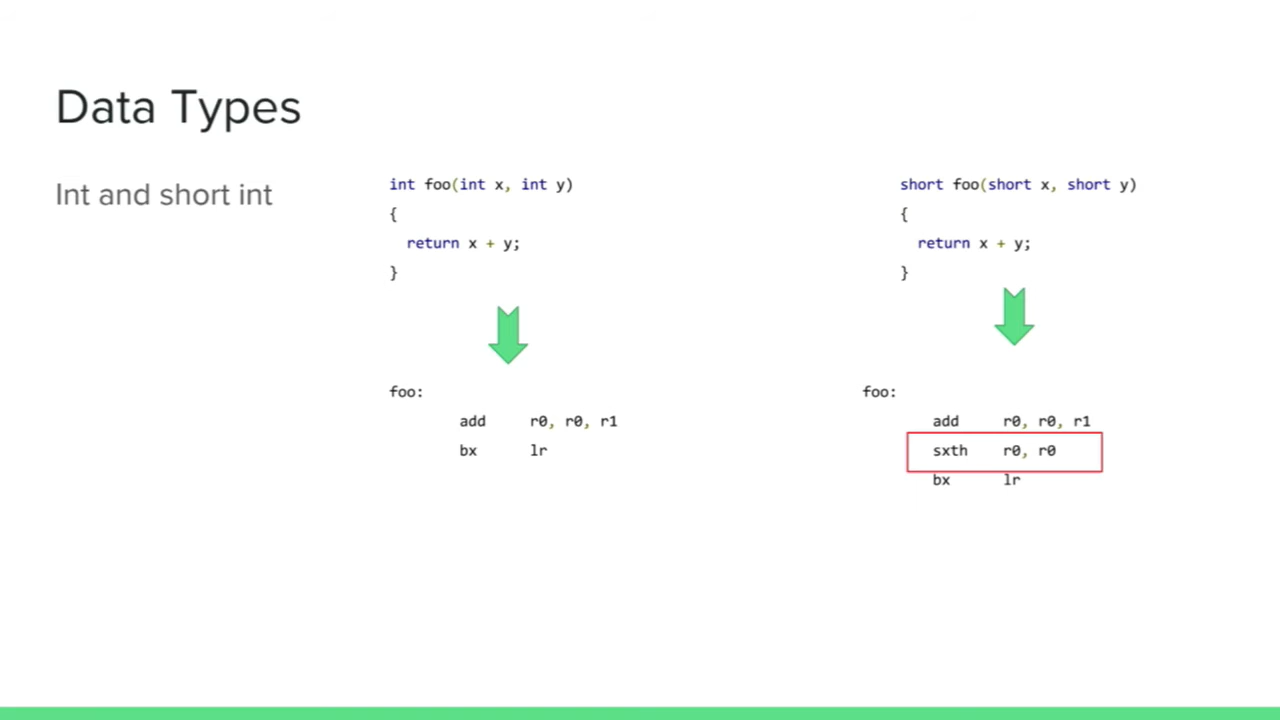 Data Types
Int and short int
int foo(int x, int y)
{
return x + y;
}
foo:
add r0, r0, r1
bx lr
short foo(short x, short y)
{
return x + y;
}
foo:
add r0, r0, r1
sxth r0, r0
bx lr